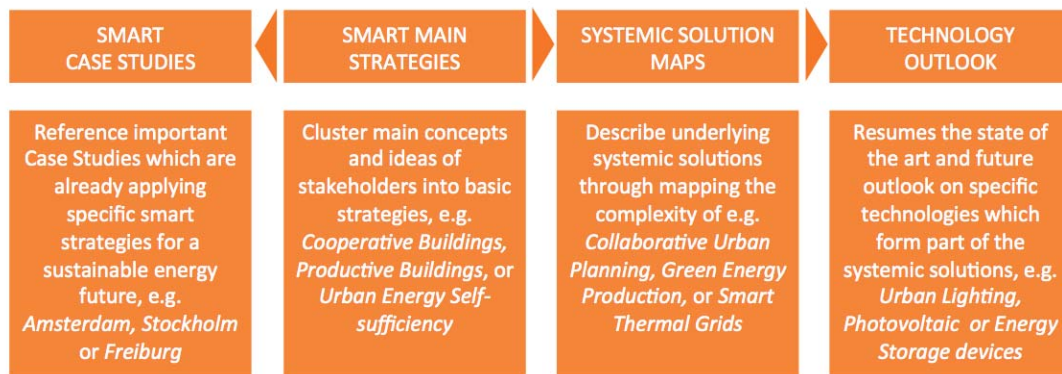 SMART
CASE STUDIES
SMART MAIN
STRATEGIES
SYSTEMIC SOLUTION
MAPS
TECHNOLOGY
OUTLOOK
Reference important
Case Studies which are
already applying
specific smart
strategies for a
sustainable energy
future, e.g.
Amsterdam, Stockholm
or Freiburg
Cluster main concepts
and ideas of
stakeholders into basic
strategies, e.g.
Cooperative Buildings,
Productive Buildings, or
Urban Energy Self-
sufficiency
Describe underlying
systemic solutions
through mapping the
complexity of e.g.
Collaborative Urban
Planning, Green Energy
Production, or Smart
Thermal Grids
Resumes the state of
the art and future
outlook on specific
technologies which
form part of the
systemic solutions, e.g.
Urban Lighting,
Photovoltaic or Energy
Storage devices